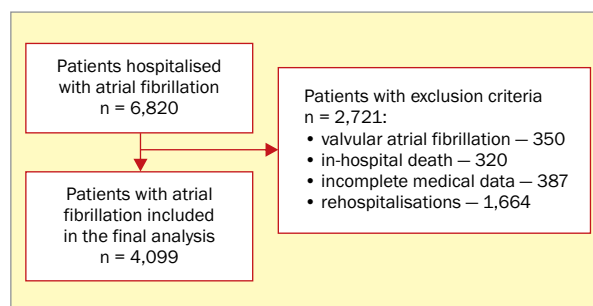 Patients hospitalised
with atrial fibrillation
n = 6,820
Patients with exclusion criteria
n = 2,721:
• valvular atrial fibrillation — 350
• in-hospital death — 320
• incomplete medical data — 387
• rehospitalisations — 1,664
Patients with atrial
fibrillation included
in the final analysis
n = 4,099